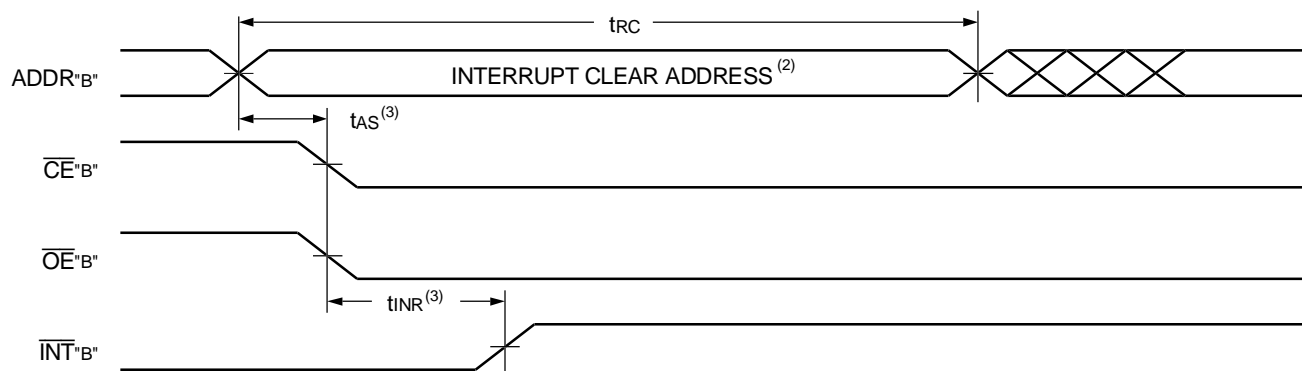 tRC
ADDR"B"
INTERRUPT CLEAR ADDRESS(2)
tAS(3)
CE"B"
OE"B"
tINR(3)
INT"B"